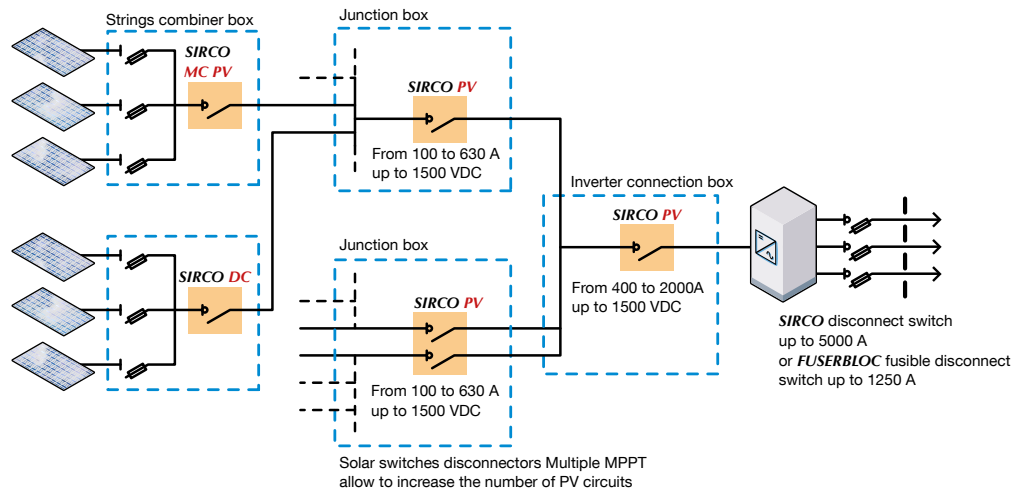 Strings combiner box
SIRCO
MC PV
SIRCO DC
Junction box
SIRCO PV
From 100 to 630 A
up to 1500 VDC
Junction box
SIRCO PV
From 100 to 630 A
up to 1500 VDC
Solar switches disconnectors Multiple MPPT
allow to increase the number of PV circuits
Inverter connection box
SIRCO PV
From 400 to 2000A
up to 1500 VDC
SIRCO disconnect switch
up to 5000 A
or FUSERBLOC fusible disconnect
switch up to 1250 A